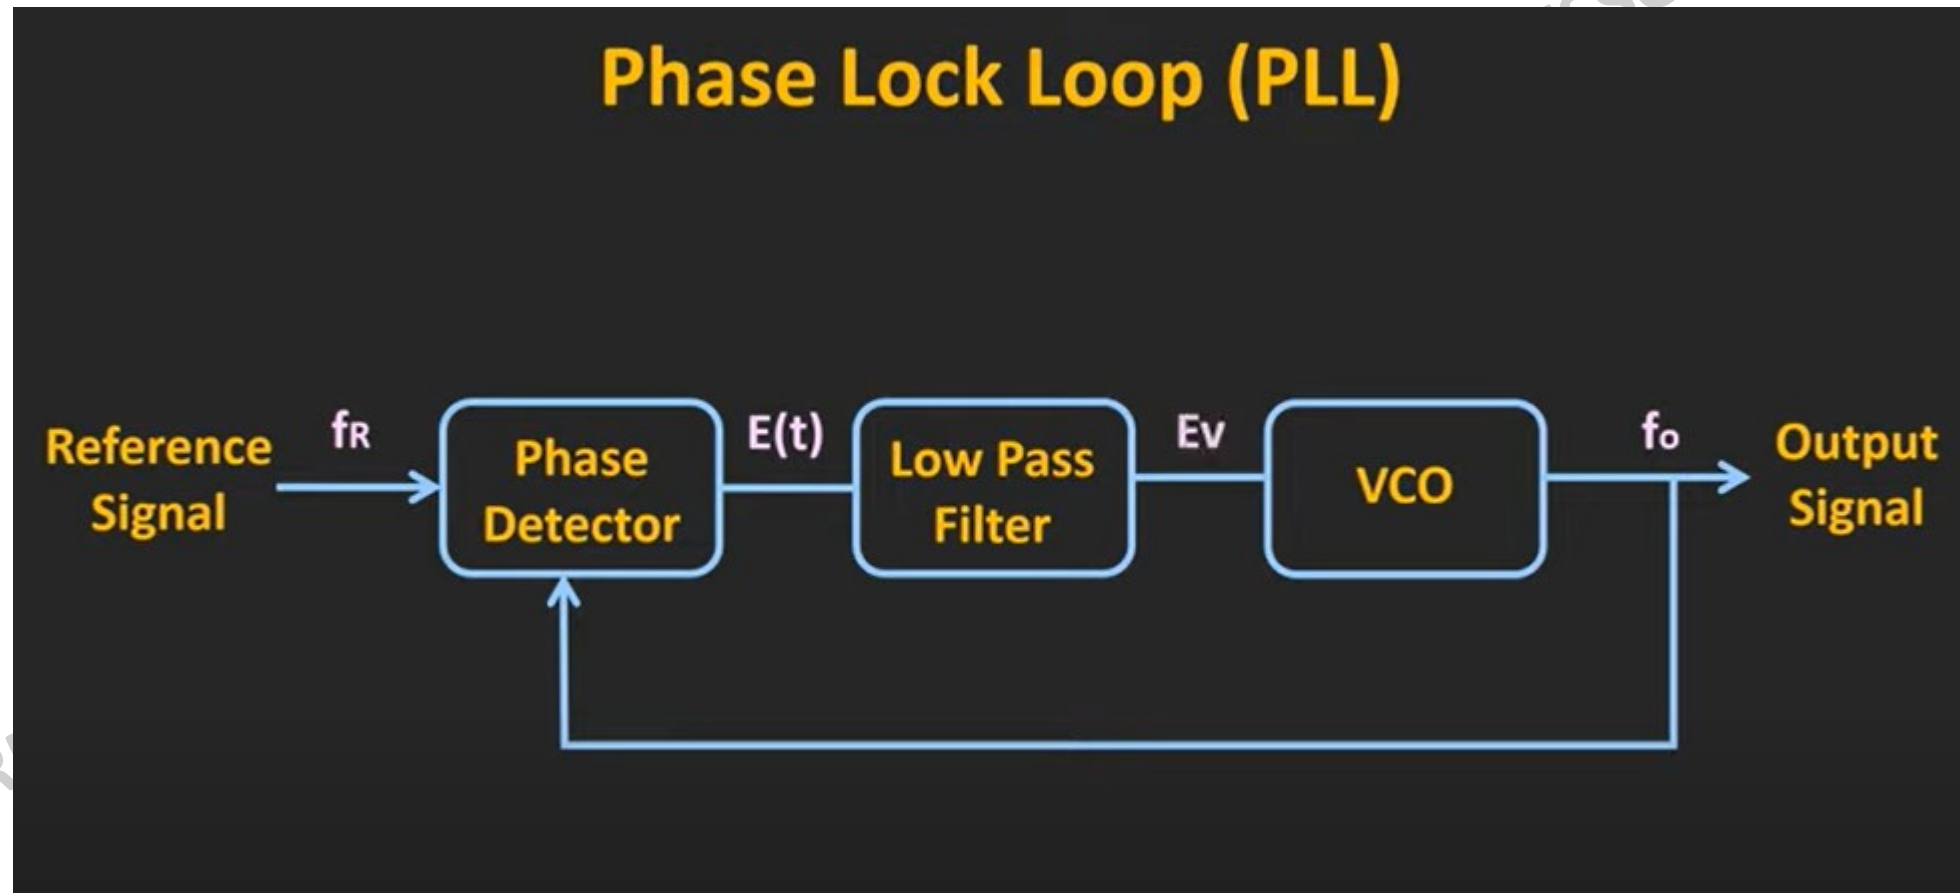 Phase Lock Loop (PLL)
Reference
Signal
fR
Phase
Detector
E(t)
Low Pass
Filter
Ev
VCO
fo
Output
Signal